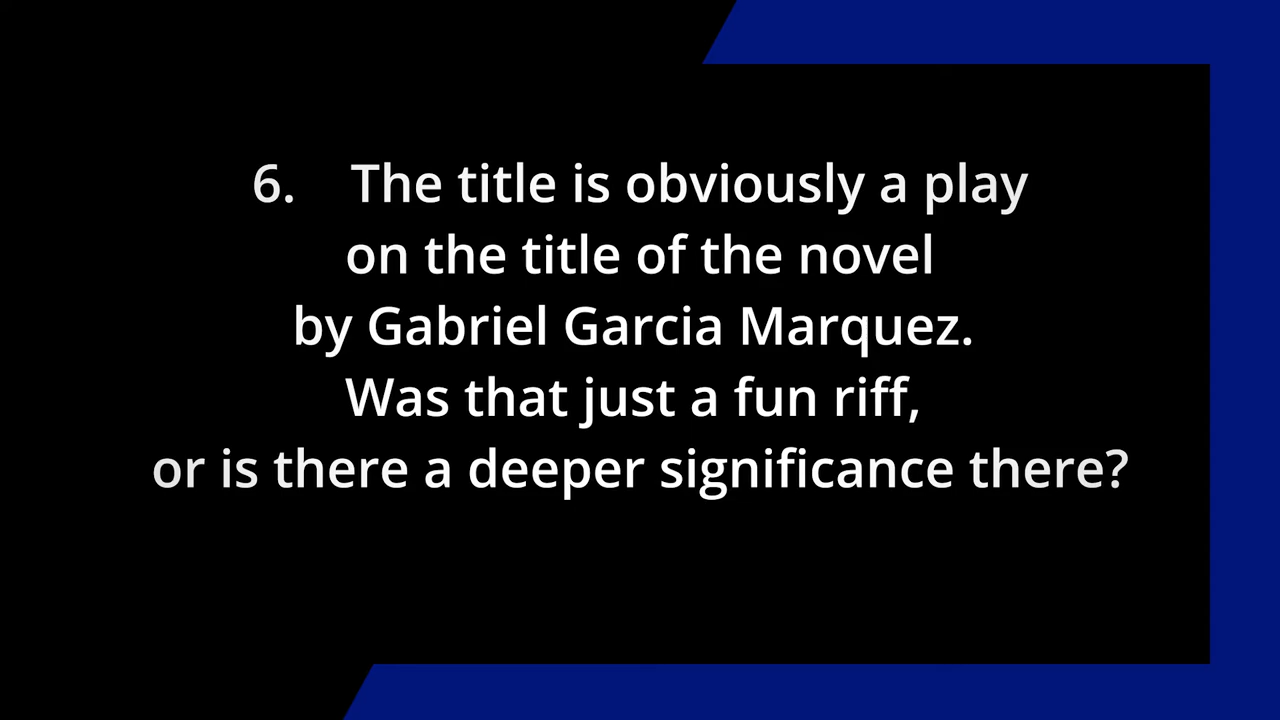 6. The title is obviously a play
on the title of the novel
by Gabriel Garcia Marquez.
Was that just a fun riff,
or is there a deeper significance there?